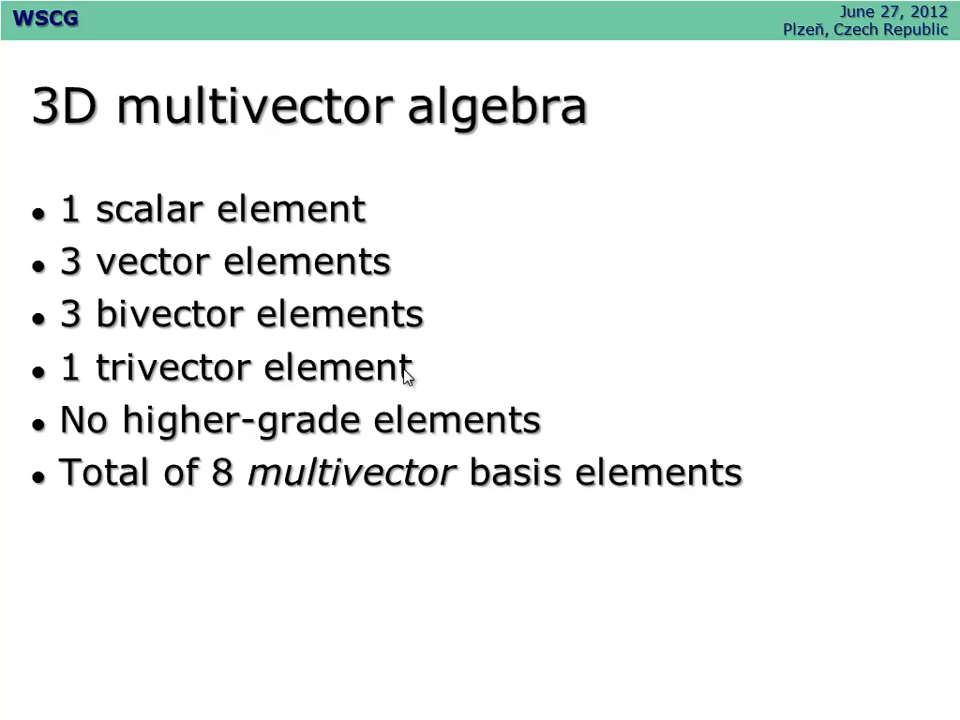 WSCG
June 27, 2012
Plzeň, Czech Republic
3D multivector algebra
• 1 scalar element
• 3 vector elements
• 3 bivector elements
• 1 trivector element
• No higher-grade elements
• Total of 8 multivector basis elements